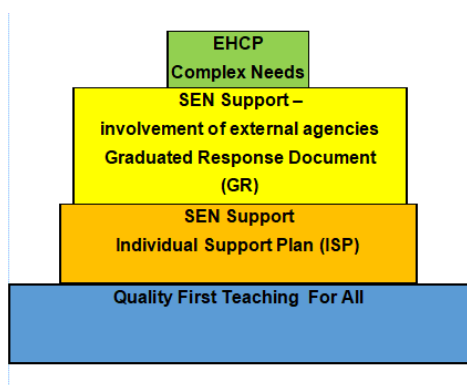 EHCP
Complex Needs
SEN Support –
involvement of external agencies
Graduated Response Document
(GR)
SEN Support
Individual Support Plan (ISP)
Quality First Teaching For All